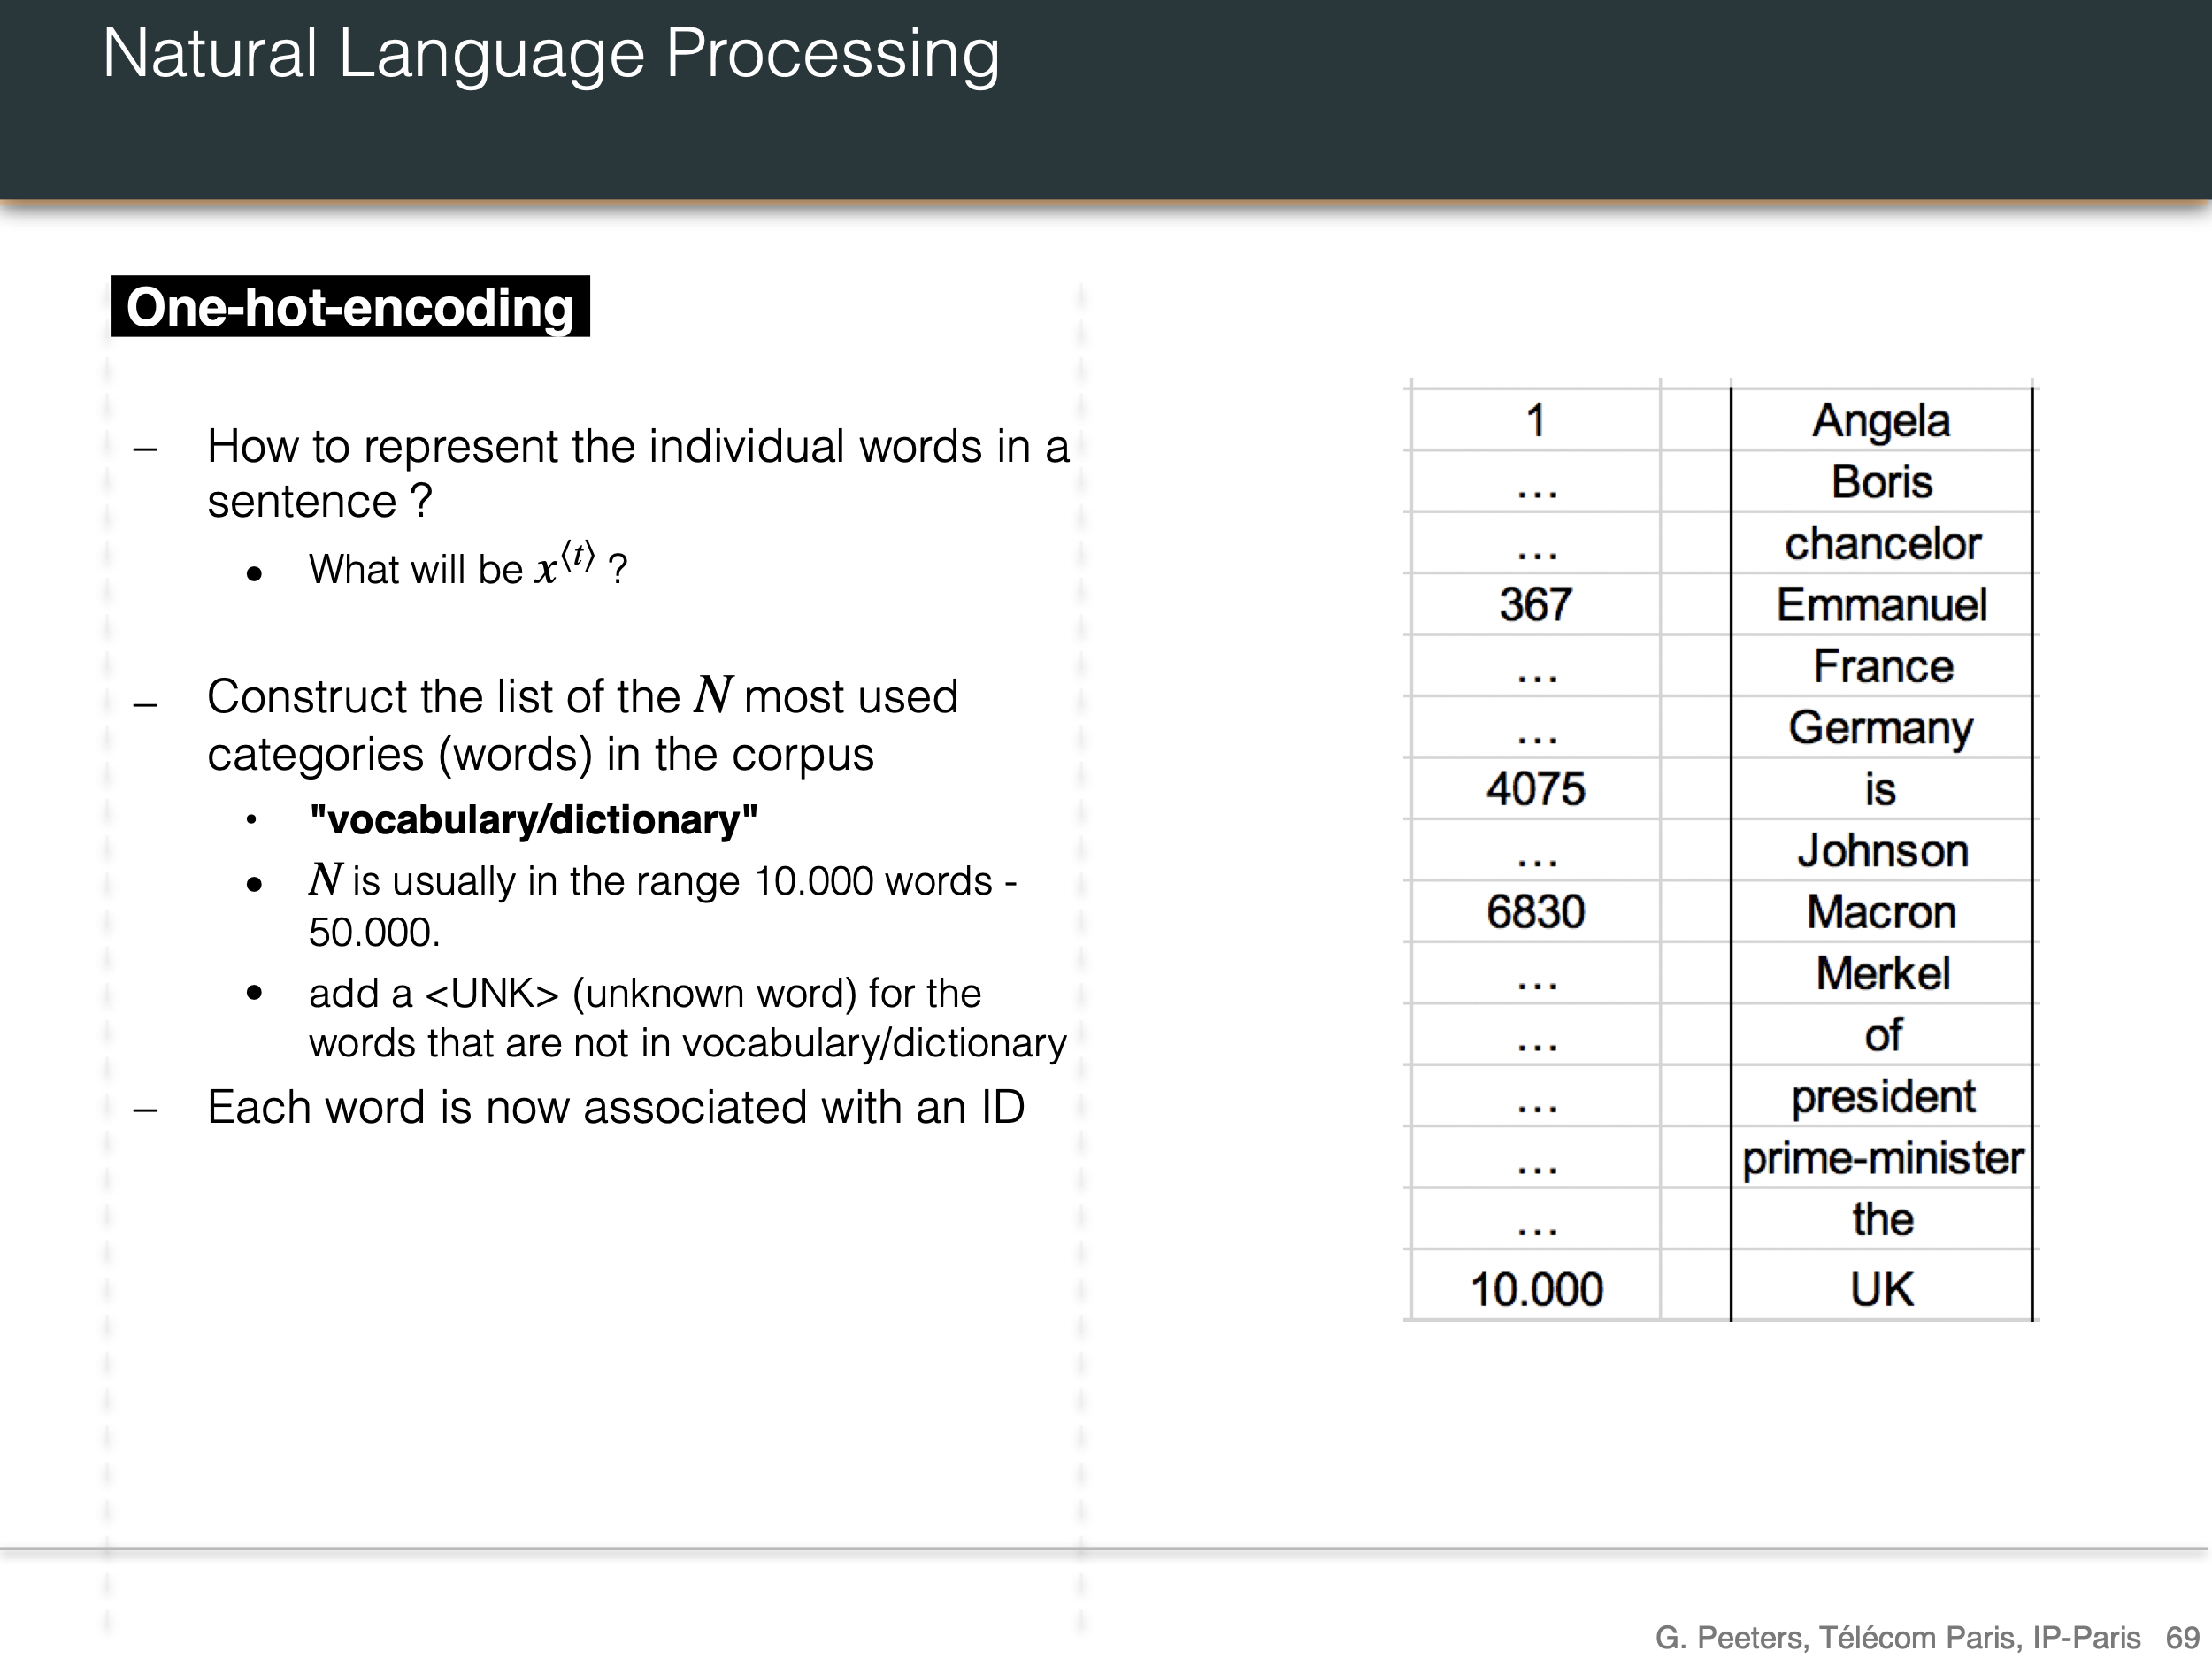 Natural Language Processing
One-hot-encoding
– How to represent the individual words in a
sentence ?
• What will be x⟨t⟩ ?
– Construct the list of the N most used
categories (words) in the corpus
• "vocabulary/dictionary"
• N is usually in the range 10.000 words -
50.000.
• add a <UNK> (unknown word) for the
words that are not in vocabulary/dictionary
– Each word is now associated with an ID
1 Angela
... Boris
... chancelor
367 Emmanuel
... France
... Germany
4075 is
... Johnson
6830 Macron
... Merkel
... of
... president
... prime-minister
... the
10.000 UK
G. Peeters, Télécom Paris, IP-Paris 69